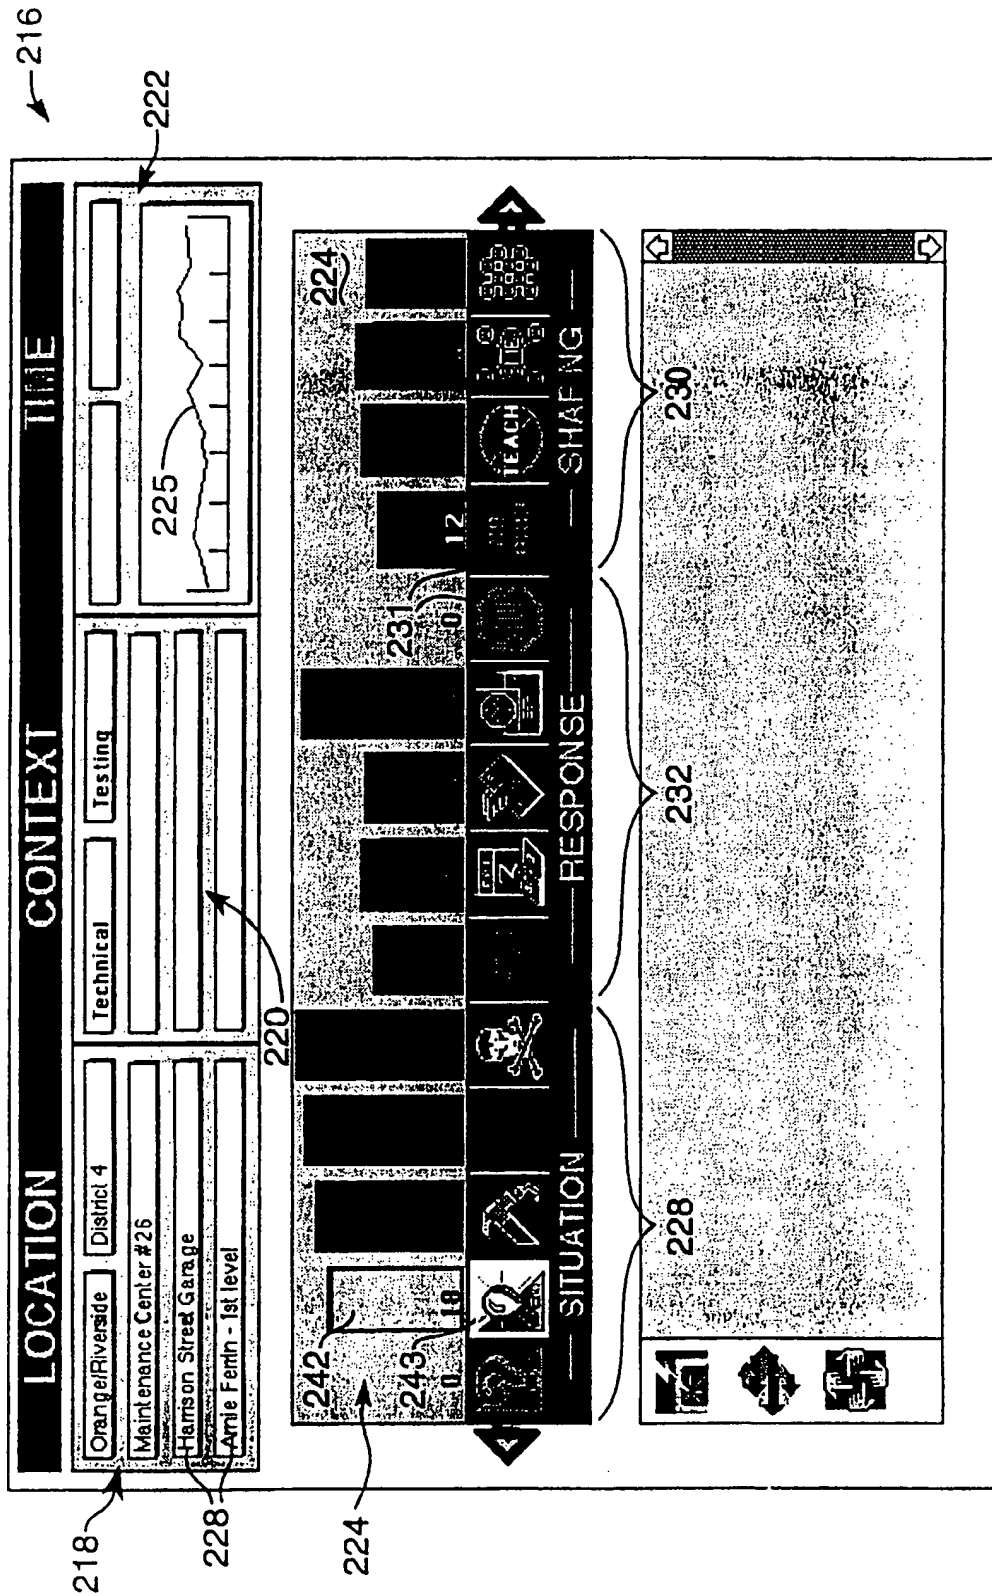 216
LOCATION CONTEXT TIME
Orange/Riverside District 4 Technical Testing
Maintenance Center #26
Harrison Street Garage
Arnie Ferrin - 1st level
218
228
220
222
225
224
242
243
0 18
231
0 12
224
TEACH
SITUATION RESPONSE SHAPING
228
232
230